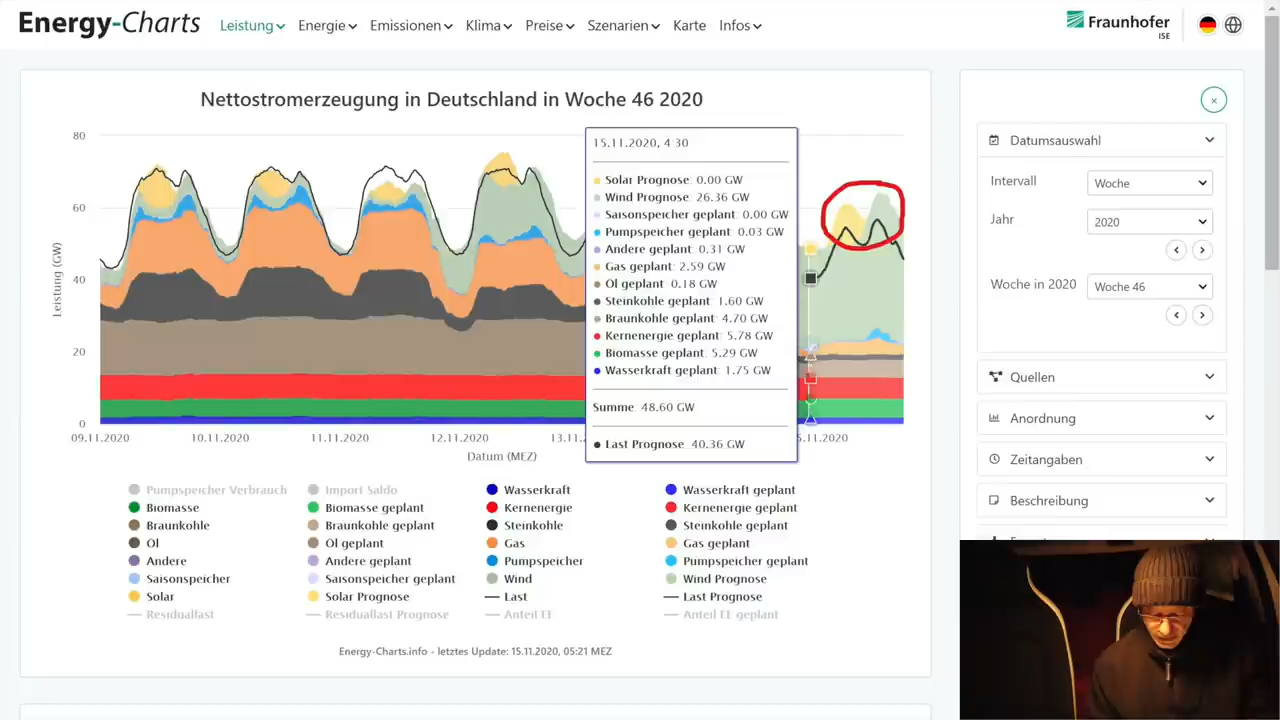 Energy-Charts
Leistung
Energie
Emissionen
Klima
Preise
Szenarien
Karte
Infos
Fraunhofer
ISE
Nettostromerzeugung in Deutschland in Woche 46 2020
Leistung (GW)
80
60
40
20
0
15.11.2020, 4 30
Solar Prognose: 0.00 GW
Wind Prognose: 26.36 GW
Saisonspeicher geplant: 0.00 GW
Pumpspeicher geplant: 0.03 GW
Andere geplant: 0.31 GW
Gas geplant: 2.59 GW
Öl geplant: 0.18 GW
Steinkohle geplant: 1.60 GW
Braunkohle geplant: 4.70 GW
Kernenergie geplant: 5.78 GW
Biomasse geplant: 5.29 GW
Wasserkraft geplant: 1.75 GW
Summe: 48.60 GW
Last Prognose: 40.36 GW
09.11.2020
10.11.2020
11.11.2020
12.11.2020
13.11
5.11.2020
Datum (MEZ)
Pumpspeicher Verbrauch
Import Saldo
Wasserkraft
Wasserkraft geplant
Biomasse
Biomasse geplant
Kernenergie
Kernenergie geplant
Braunkohle
Braunkohle geplant
Steinkohle
Steinkohle geplant
Öl
Öl geplant
Gas
Gas geplant
Andere
Andere geplant
Pumpspeicher
Pumpspeicher geplant
Saisonspeicher
Saisonspeicher geplant
Wind
Wind Prognose
Solar
Solar Prognose
Last
Last Prognose
Residuallast
Residuallast Prognose
Anteil EE
Anteil EE geplant
Energy-Charts.info - letztes Update: 15.11.2020, 05:21 MEZ
Datumsauswahl
Intervall
Woche
Jahr
2020
Woche in 2020
Woche 46
Quellen
Anordnung
Zeitangaben
Beschreibung